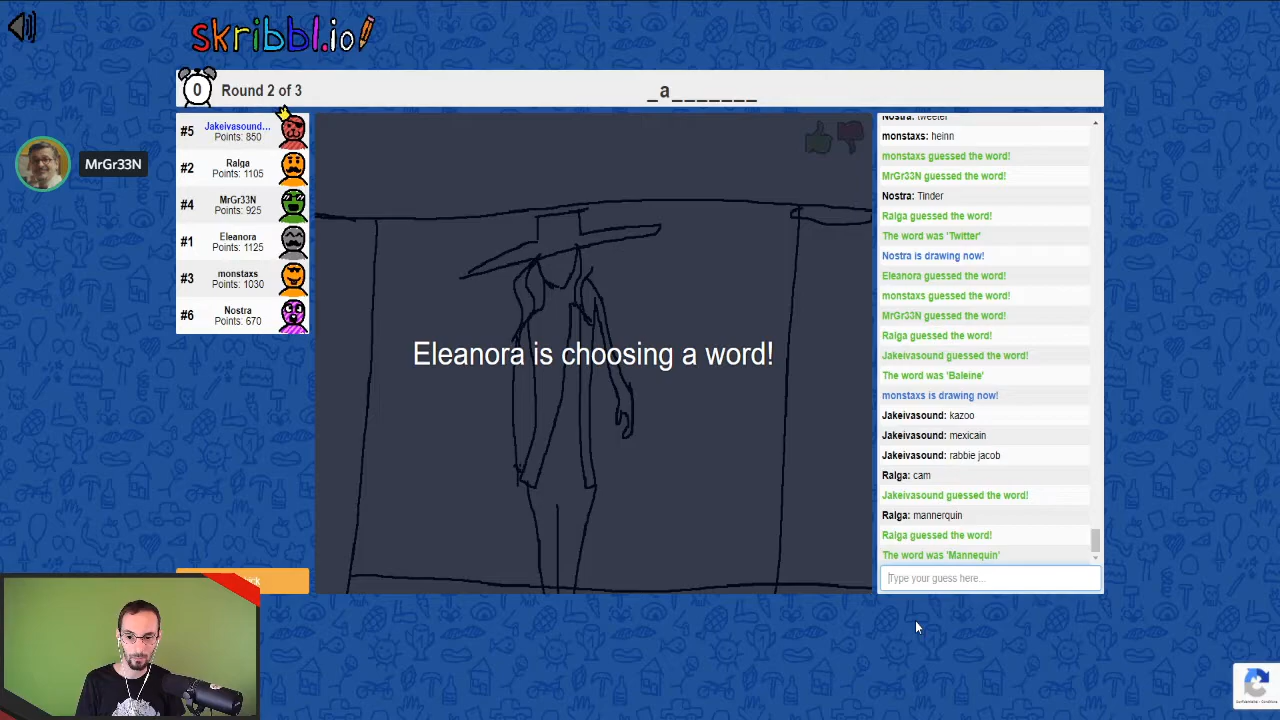 skribbl.io
0
Round 2 of 3
_a_______
#5
Jakeivasound...
Points: 850
#2
Ralga
Points: 1105
#4
MrGr33N
Points: 925
#1
Eleanora
Points: 1125
#3
monstaxs
Points: 1030
#6
Nostra
Points: 670
MrGr33N
Eleanora is choosing a word!
Nostra: tweeter
monstaxs: heinn
monstaxs guessed the word!
MrGr33N guessed the word!
Nostra: Tinder
Ralga guessed the word!
The word was 'Twitter'
Nostra is drawing now!
Eleanora guessed the word!
monstaxs guessed the word!
MrGr33N guessed the word!
Ralga guessed the word!
Jakeivasound guessed the word!
The word was 'Baleine'
monstaxs is drawing now!
Jakeivasound: kazoo
Jakeivasound: mexicain
Jakeivasound: rabbie jacob
Ralga: cam
Jakeivasound guessed the word!
Ralga: mannerquin
Ralga guessed the word!
The word was 'Mannequin'
Type your guess here...